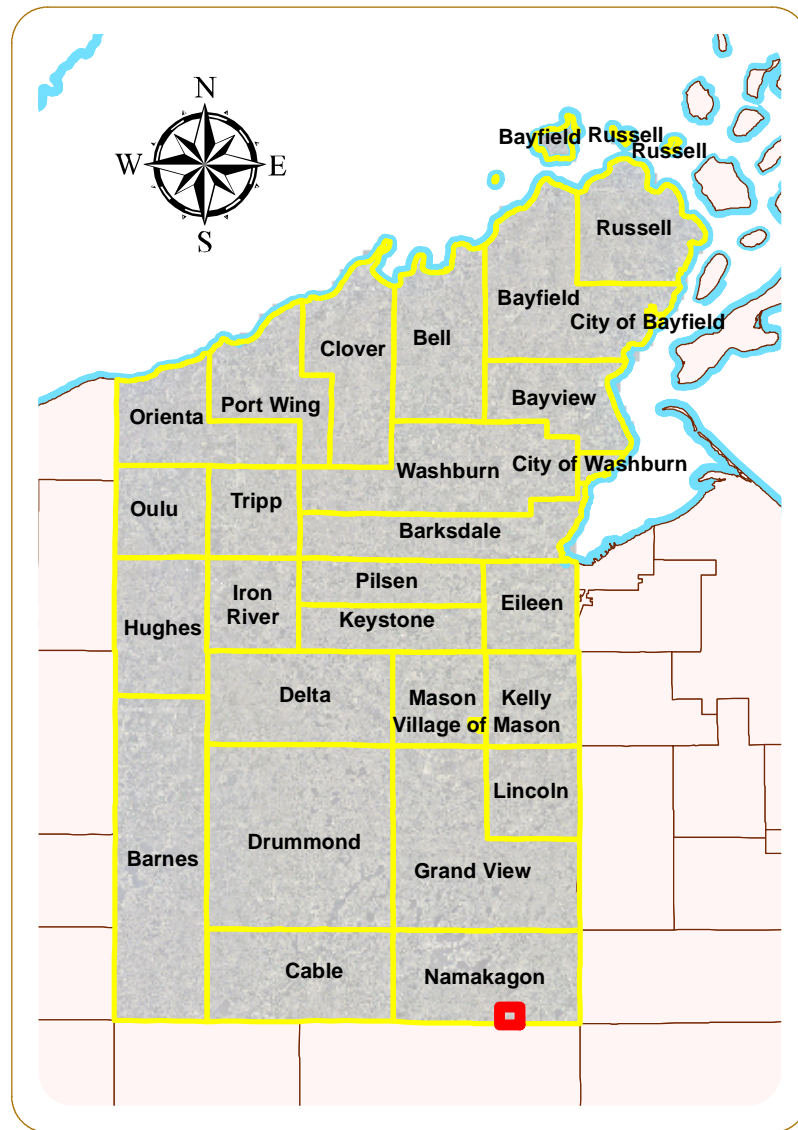 N
W
E
S
Bayfield
Russell
Russell
Russell
Bayfield
City of Bayfield
Clover
Bell
Bayview
Orienta
Port Wing
Washburn
City of Washburn
Oulu
Tripp
Barksdale
Pilsen
Iron
River
Eileen
Keystone
Hughes
Delta
Mason
Kelly
Village of Mason
Lincoln
Drummond
Barnes
Grand View
Cable
Namakagon